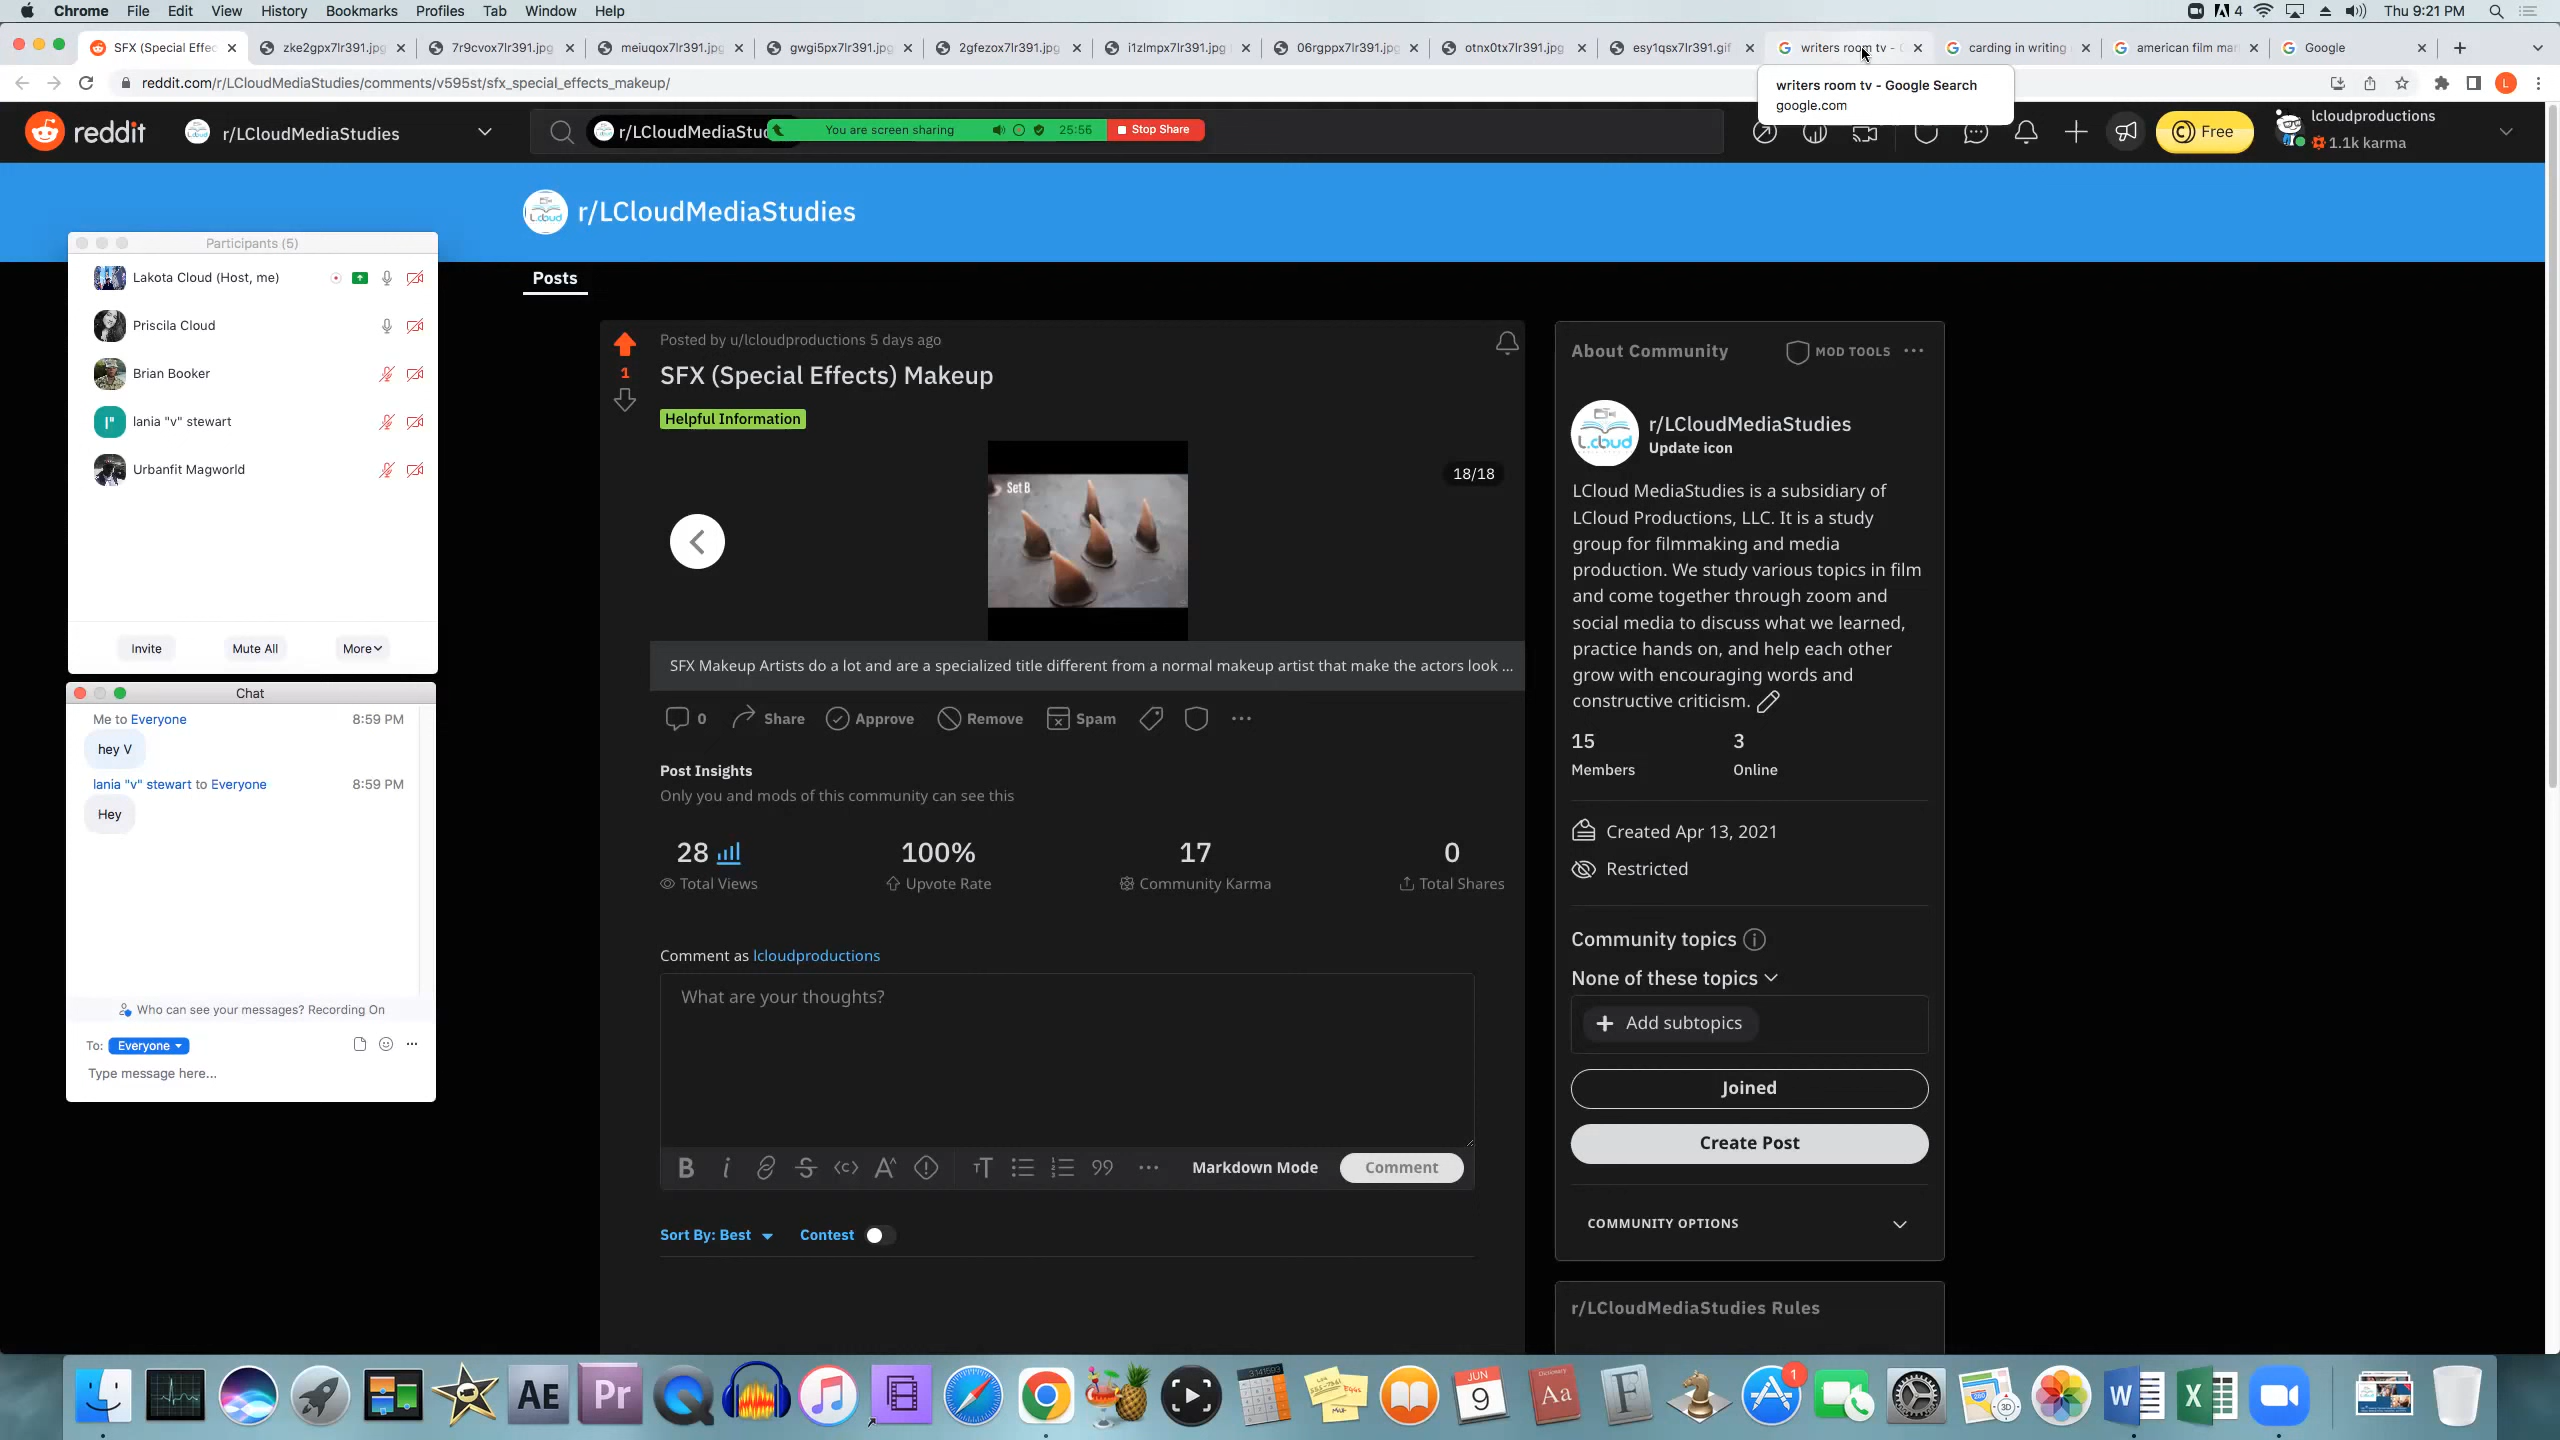 Chrome File Edit View History Bookmarks Profiles Tab Window Help
4 Thu 9:21 PM
SFX (Special Effec
zke2gpx7lr391.jpg
7r9cvox7lr391.jpg
meiuqox7lr391.jpg
gwgi5px7lr391.jpg
2gfezox7lr391.jpg
i1zlmpx7lr391.jpg
06rgppx7lr391.jpg
otnx0tx7lr391.jpg
esy1qsx7lr391.gif
writers room tv -
carding in writing
american film mar
Google
reddit.com/r/LCloudMediaStudies/comments/v595st/sfx_special_effects_makeup/
writers room tv - Google Search
google.com
reddit
r/LCloudMediaStudies
r/LCloudMediaStud
You are screen sharing 25:56 Stop Share
Free
lcloudproductions
1.1k karma
r/LCloudMediaStudies
Participants (5)
Lakota Cloud (Host, me)
Priscila Cloud
Brian Booker
lania "v" stewart
Urbanfit Magworld
Invite Mute All More
Chat
Me to Everyone 8:59 PM
hey V
lania "v" stewart to Everyone 8:59 PM
Hey
Who can see your messages? Recording On
To: Everyone
Type message here...
Posts
1
Posted by u/lcloudproductions 5 days ago
SFX (Special Effects) Makeup
Helpful Information
Set B
18/18
SFX Makeup Artists do a lot and are a specialized title different from a normal makeup artist that make the actors look ...
0 Share Approve Remove Spam
Post Insights
Only you and mods of this community can see this
28 100% 17 0
Total Views Upvote Rate Community Karma Total Shares
Comment as lcloudproductions
What are your thoughts?
Markdown Mode Comment
Sort By: Best Contest
About Community MOD TOOLS
r/LCloudMediaStudies
Update icon
LCloud MediaStudies is a subsidiary of
LCloud Productions, LLC. It is a study
group for filmmaking and media
production. We study various topics in film
and come together through zoom and
social media to discuss what we learned,
practice hands on, and help each other
grow with encouraging words and
constructive criticism.
15 3
Members Online
Created Apr 13, 2021
Restricted
Community topics
None of these topics
Add subtopics
Joined
Create Post
COMMUNITY OPTIONS
r/LCloudMediaStudies Rules
AE Pr JUN 9 Aa F 1 W X